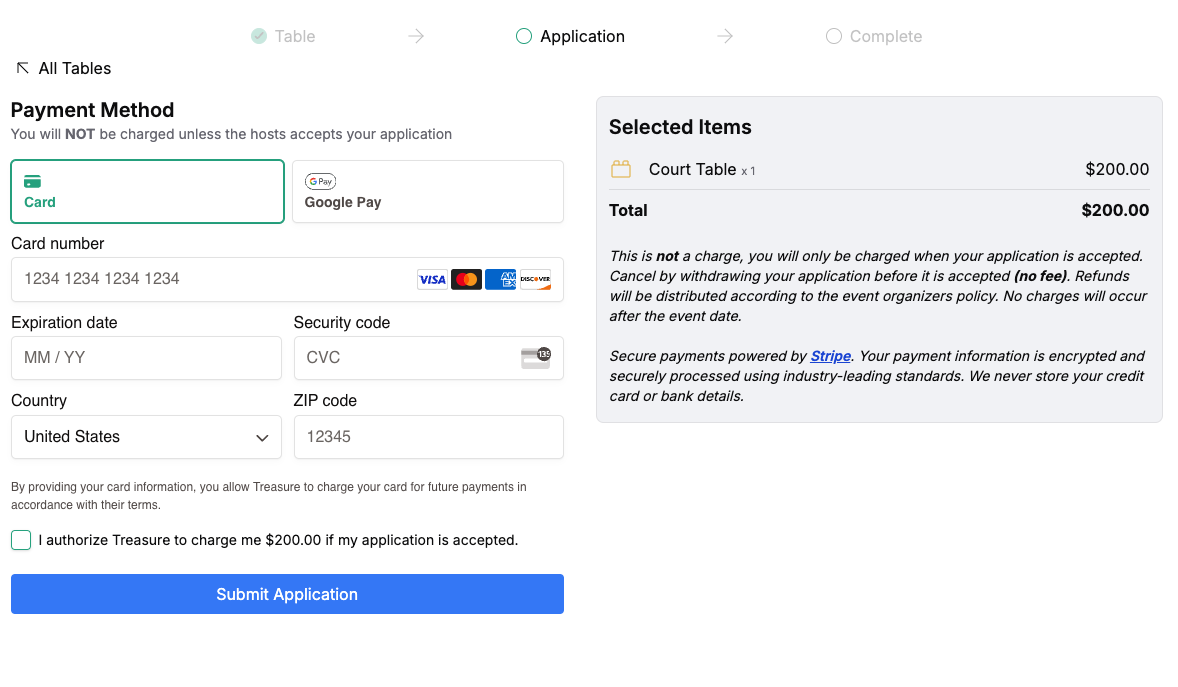 Table
Application
Complete
All Tables
Payment Method
You will NOT be charged unless the hosts accepts your application
Card
G Pay
Google Pay
Card number
1234 1234 1234 1234
VISA
AM
EX
DISCOVER
Expiration date
Security code
MM / YY
CVC
135
Country
ZIP code
United States
12345
By providing your card information, you allow Treasure to charge your card for future payments in
accordance with their terms.
I authorize Treasure to charge me $200.00 if my application is accepted.
Submit Application
Selected Items
Court Table x 1 $200.00
Total $200.00
This is not a charge, you will only be charged when your application is accepted.
Cancel by withdrawing your application before it is accepted (no fee). Refunds
will be distributed according to the event organizers policy. No charges will occur
after the event date.
Secure payments powered by Stripe. Your payment information is encrypted and
securely processed using industry-leading standards. We never store your credit
card or bank details.